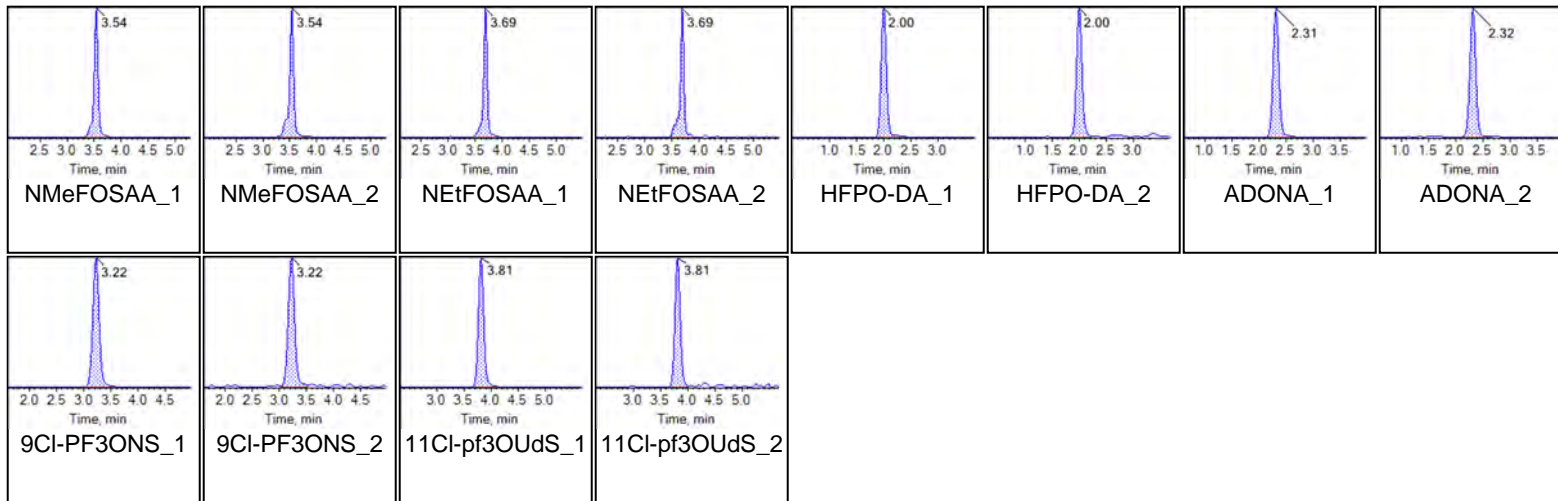 3.54 3.54 3.69 3.69 2.00 2.00 2.31 2.32
2.5 3.0 3.5 4.0 4.5 5.0 2.5 3.0 3.5 4.0 4.5 5.0 2.5 3.0 3.5 4.0 4.5 5.0 2.5 3.0 3.5 4.0 4.5 5.0 1.0 1.5 2.0 2.5 3.0 1.0 1.5 2.0 2.5 3.0 1.0 1.5 2.0 2.5 3.0 3.5 1.0 1.5 2.0 2.5 3.0 3.5
Time, min Time, min Time, min Time, min Time, min Time, min Time, min Time, min
NMeFOSAA_1 NMeFOSAA_2 NEtFOSAA_1 NEtFOSAA_2 HFPO-DA_1 HFPO-DA_2 ADONA_1 ADONA_2
3.22 3.22 3.81 3.81
2.0 2.5 3.0 3.5 4.0 4.5 2.0 2.5 3.0 3.5 4.0 4.5 3.0 3.5 4.0 4.5 5.0 3.0 3.5 4.0 4.5 5.0
Time, min Time, min Time, min Time, min
9Cl-PF3ONS_1 9Cl-PF3ONS_2 11Cl-pf3OUdS_1 11Cl-pf3OUdS_2